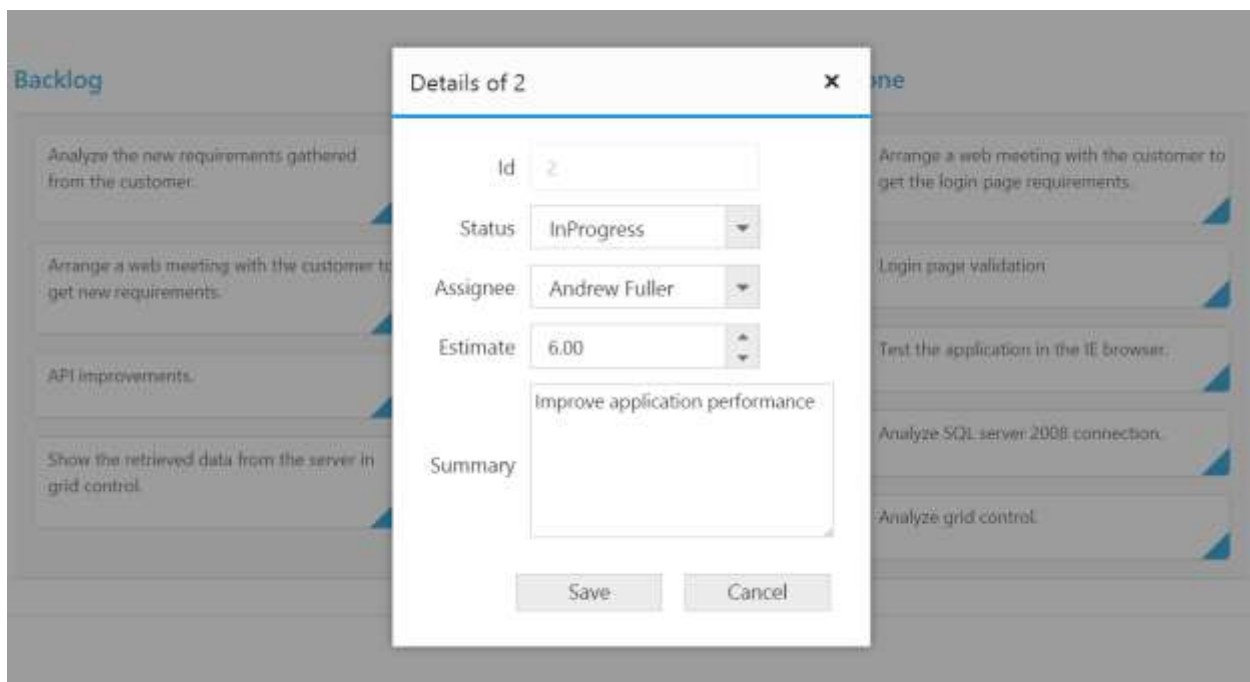 Backlog
Analyze the new requirements gathered
from the customer.
Arrange a web meeting with the customer to
get new requirements.
API improvements.
Show the retrieved data from the server in
grid control.
Details of 2
Id 2
Status InProgress
Assignee Andrew Fuller
Estimate 6.00
Summary Improve application performance
Save Cancel
one
Arrange a web meeting with the customer to
get the login page requirements.
Login page validation
Test the application in the IE browser.
Analyze SQL server 2008 connection.
Analyze grid control.